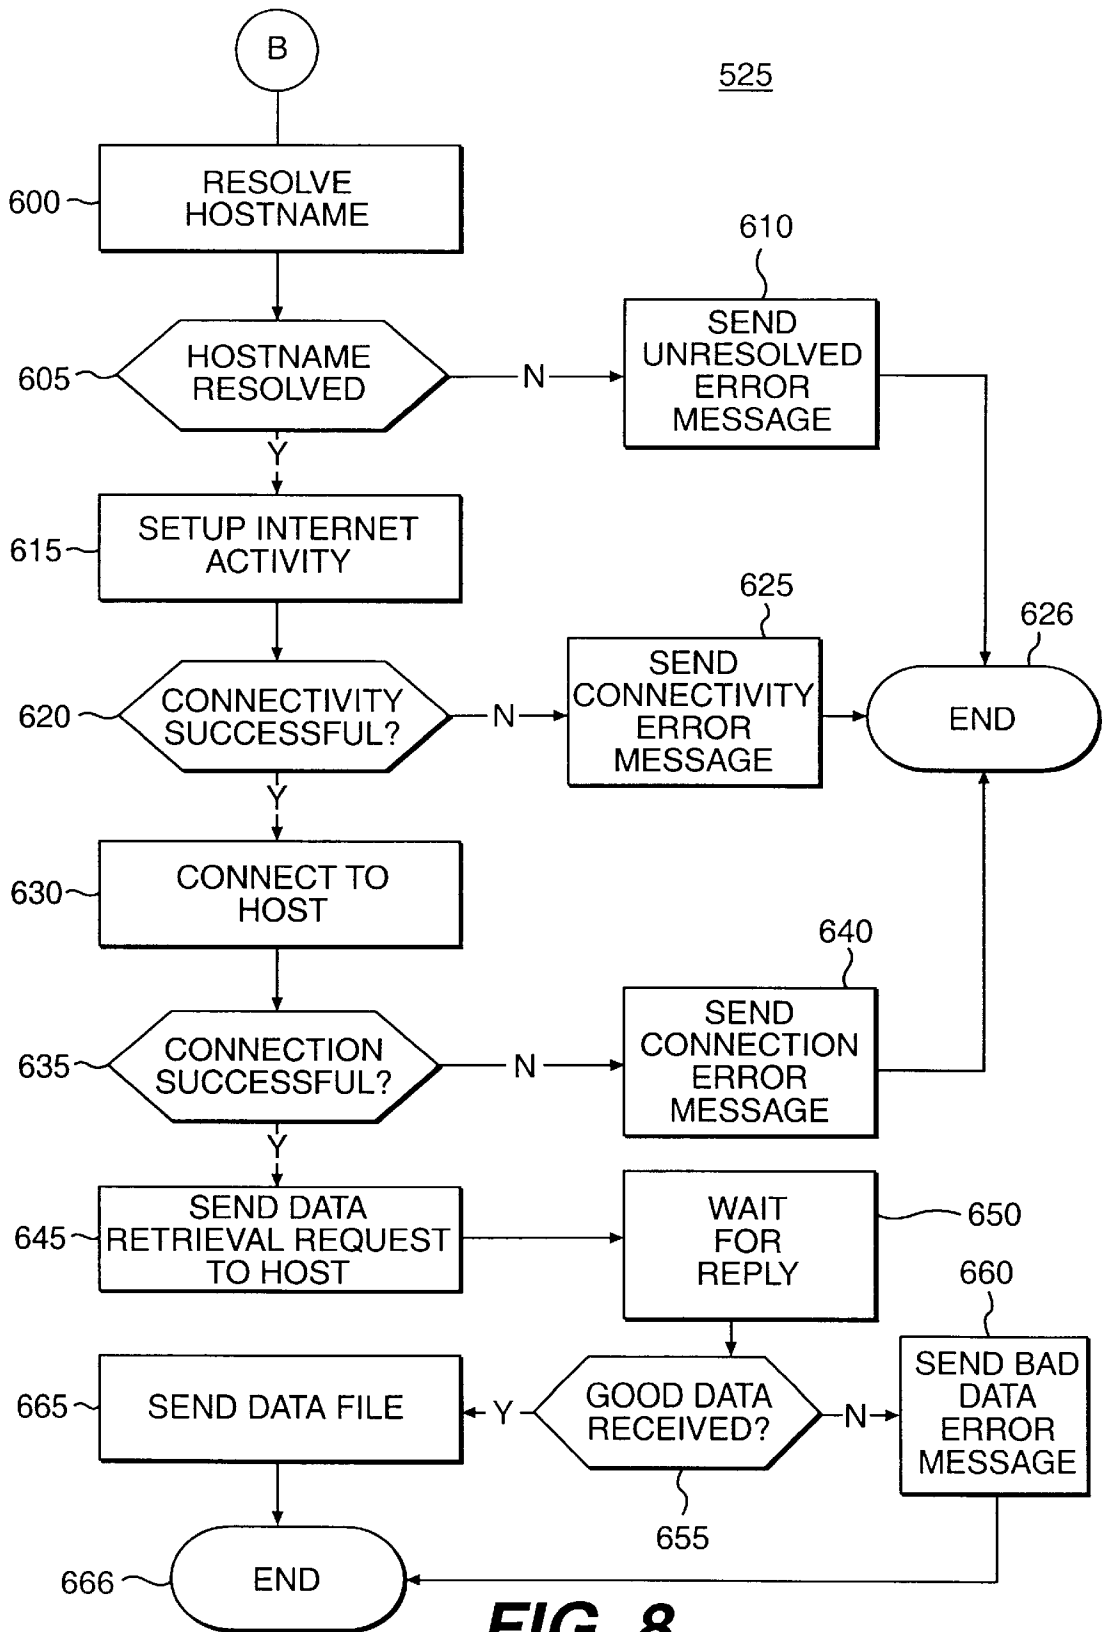 B
525
RESOLVE
HOSTNAME
600
610
HOSTNAME
RESOLVED
605
N
SEND
UNRESOLVED
ERROR
MESSAGE
Y
SETUP INTERNET
ACTIVITY
615
625
626
CONNECTIVITY
SUCCESSFUL?
620
N
SEND
CONNECTIVITY
ERROR
MESSAGE
END
Y
CONNECT TO
HOST
630
640
CONNECTION
SUCCESSFUL?
635
N
SEND
CONNECTION
ERROR
MESSAGE
Y
SEND DATA
RETRIEVAL REQUEST
TO HOST
645
WAIT
FOR
REPLY
650
660
SEND DATA FILE
665
Y
GOOD DATA
RECEIVED?
N
SEND BAD
DATA
ERROR
MESSAGE
655
END
666
FIG. 8